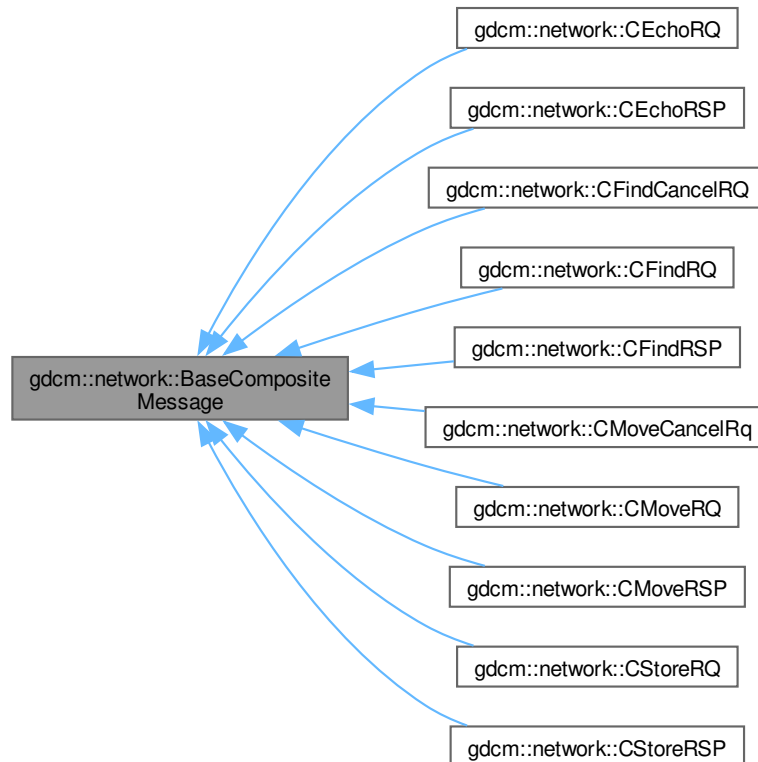 gdcm::network::CEchoRQ
gdcm::network::CEchoRSP
gdcm::network::CFindCancelRQ
gdcm::network::CFindRQ
gdcm::network::CFindRSP
gdcm::network::BaseComposite
Message
gdcm::network::CMoveCancelRq
gdcm::network::CMoveRQ
gdcm::network::CMoveRSP
gdcm::network::CStoreRQ
gdcm::network::CStoreRSP